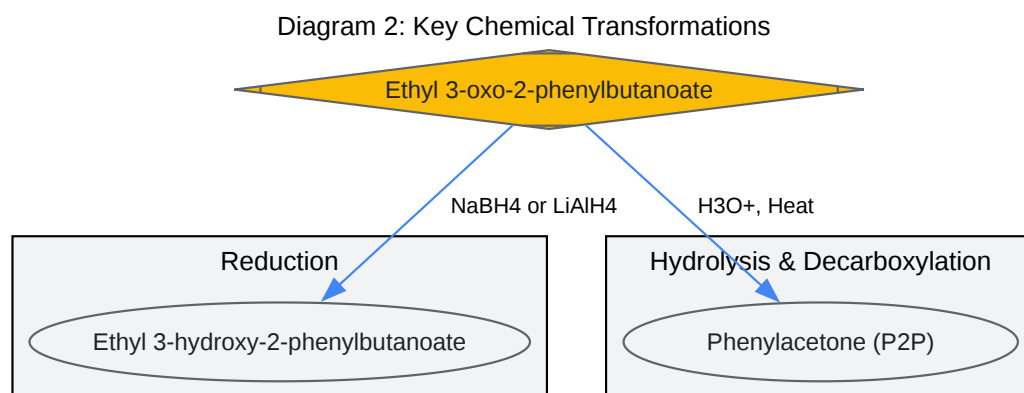 Diagram 2: Key Chemical Transformations
Ethyl 3-oxo-2-phenylbutanoate
NaBH4 or LiAlH4
H3O+, Heat
Reduction
Hydrolysis & Decarboxylation
Ethyl 3-hydroxy-2-phenylbutanoate
Phenylacetone (P2P)